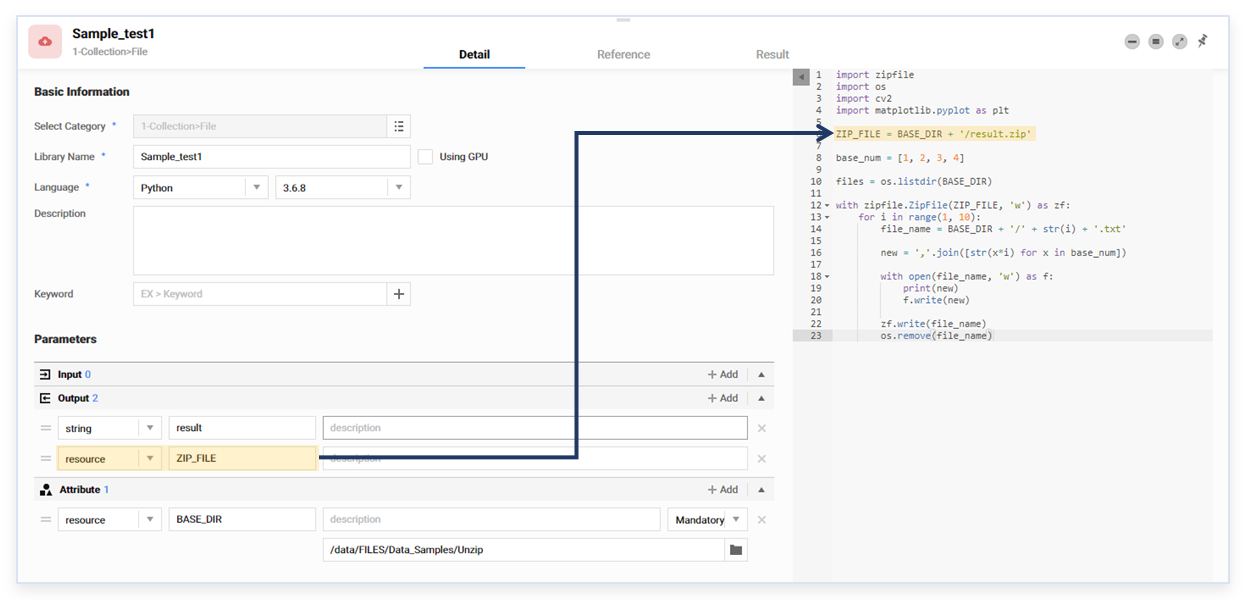 Sample_test1
1-Collection>File
Detail
Reference
Result
Basic Information
Select Category *
1-Collection>File
Library Name *
Sample_test1
Using GPU
Language *
Python
3.6.8
Description
Keyword
EX > Keyword
Parameters
Input 0
Add
Output 2
Add
string
result
description
resource
ZIP_FILE
description
Attribute 1
Add
resource
BASE_DIR
description
Mandatory
/data/FILES/Data_Samples/Unzip
1 import zipfile
2 import os
3 import cv2
4 import matplotlib.pyplot as plt
5
ZIP_FILE = BASE_DIR + '/result.zip'
7
8 base_num = [1, 2, 3, 4]
9
10 files = os.listdir(BASE_DIR)
11
12 with zipfile.ZipFile(ZIP_FILE, 'w') as zf:
13 for i in range(1, 10):
14 file_name = BASE_DIR + '/' + str(i) + '.txt'
15
16 new = ','.join([str(x*i) for x in base_num])
17
18 with open(file_name, 'w') as f:
19 print(new)
20 f.write(new)
21
22 zf.write(file_name)
23 os.remove(file_name)